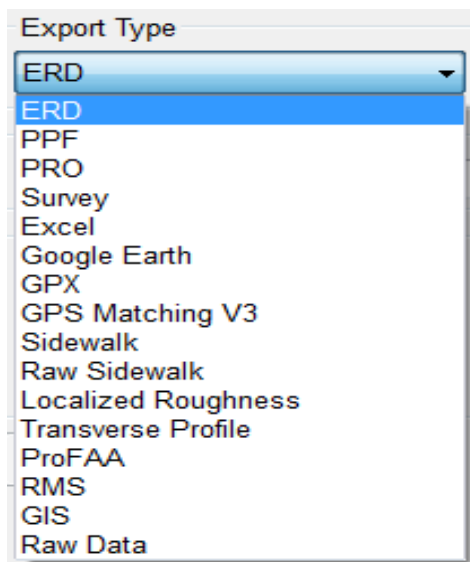 Export Type
ERD
ERD
PPF
PRO
Survey
Excel
Google Earth
GPX
GPS Matching V3
Sidewalk
Raw Sidewalk
Localized Roughness
Transverse Profile
ProFAA
RMS
GIS
Raw Data